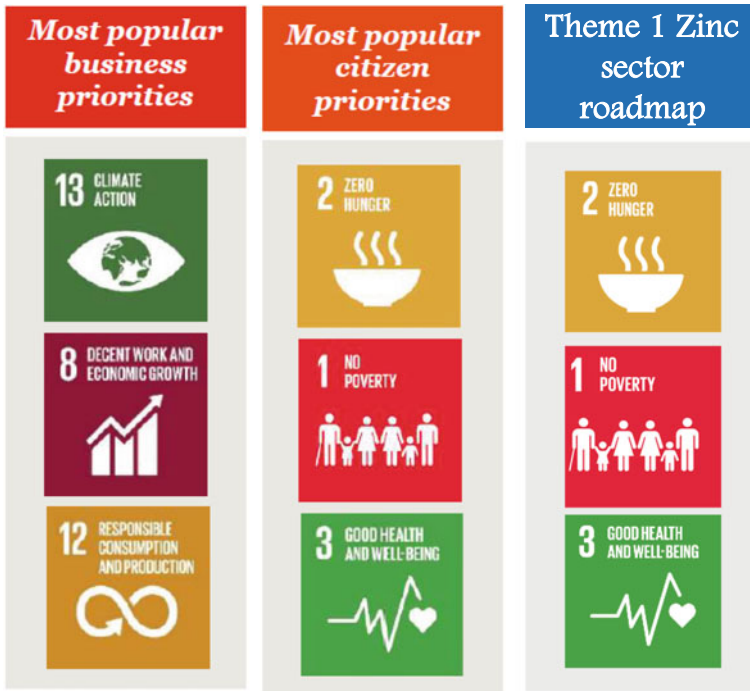 Most popular
business
priorities
13 CLIMATE
ACTION
8 DECENT WORK AND
ECONOMIC GROWTH
12 RESPONSIBLE
CONSUMPTION
AND PRODUCTION
Most popular
citizen
priorities
2 ZERO
HUNGER
1 NO
POVERTY
3 GOOD HEALTH
AND WELL-BEING
Theme 1 Zinc
sector
roadmap
2 ZERO
HUNGER
1 NO
POVERTY
3 GOOD HEALTH
AND WELL-BEING